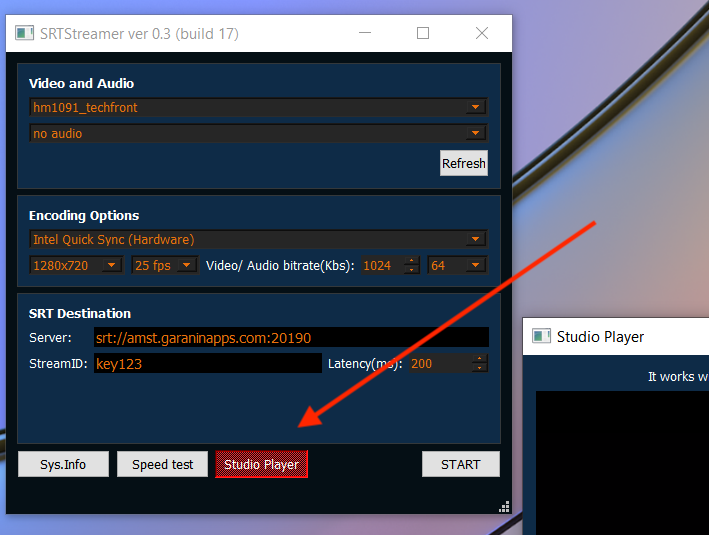 SRTStreamer ver 0.3 (build 17)
Video and Audio
hm1091_techfront
no audio
Refresh
Encoding Options
Intel Quick Sync (Hardware)
1280x720 25 fps Video/ Audio bitrate(Kbs): 1024 64
SRT Destination
Server: srt://amst.garaninapps.com:20190
StreamID: key123 Latency(ms): 200
Sys.Info Speed test Studio Player START
Studio Player
It works w